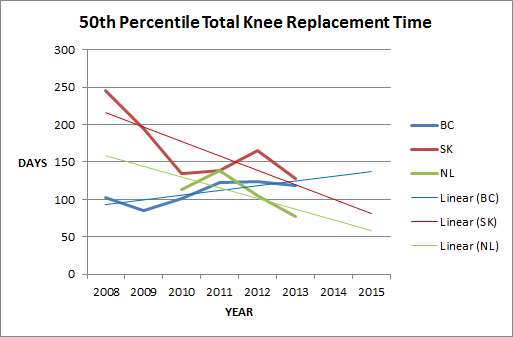 50th Percentile Total Knee Replacement Time
300
250
200
150
100
50
0
DAYS
2008 2009 2010 2011 2012 2013 2014 2015
YEAR
BC
SK
NL
Linear (BC)
Linear (SK)
Linear (NL)